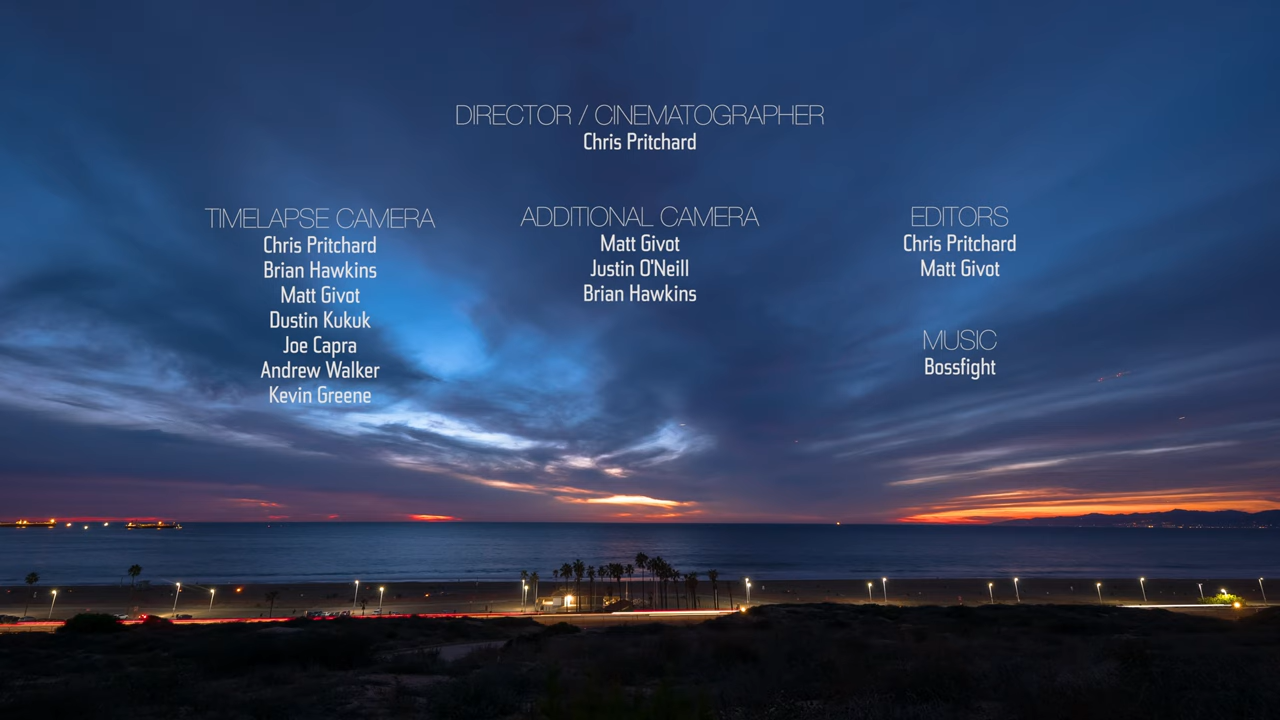 DIRECTOR / CINEMATOGRAPHER
Chris Pritchard
TIMELAPSE CAMERA
Chris Pritchard
Brian Hawkins
Matt Givot
Dustin Kukuk
Joe Capra
Andrew Walker
Kevin Greene
ADDITIONAL CAMERA
Matt Givot
Justin O'Neill
Brian Hawkins
EDITORS
Chris Pritchard
Matt Givot
MUSIC
Bossfight